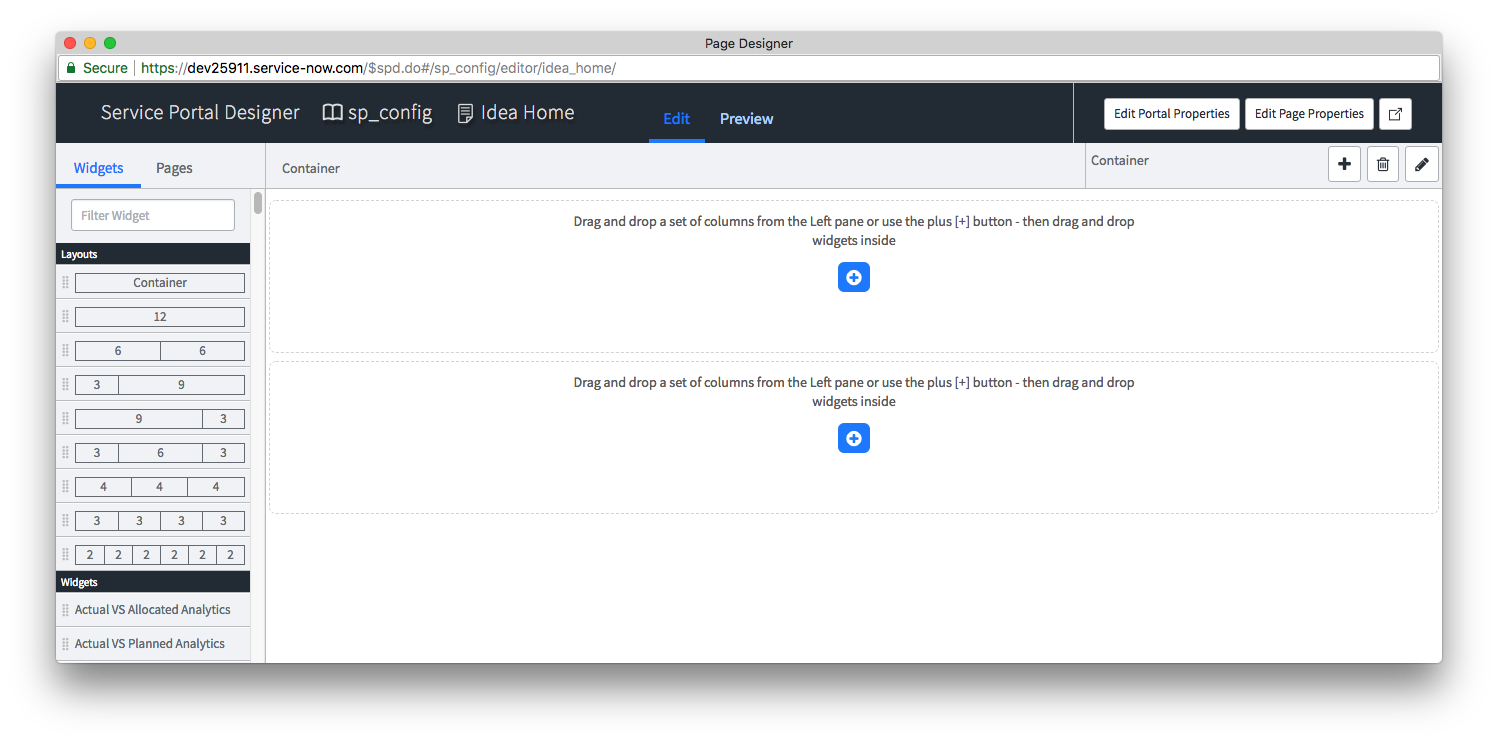 Page Designer
Secure https://dev25911.service-now.com/$spd.do#/sp_config/editor/idea_home/
Service Portal Designer sp_config Idea Home Edit Preview Edit Portal Properties Edit Page Properties
Widgets Pages Container Container
Filter Widget
Layouts
Container
12
6 6
3 9
9 3
3 6 3
4 4 4
3 3 3 3
2 2 2 2 2 2
Widgets
Actual VS Allocated Analytics
Actual VS Planned Analytics
Drag and drop a set of columns from the Left pane or use the plus [+] button - then drag and drop
widgets inside
Drag and drop a set of columns from the Left pane or use the plus [+] button - then drag and drop
widgets inside